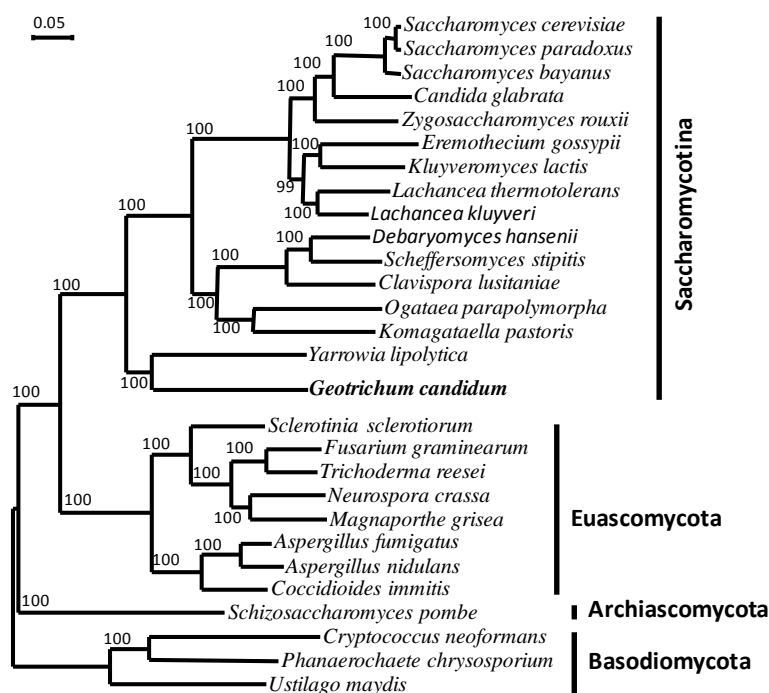 0.05
100
Saccharomyces cerevisiae
100
Saccharomyces paradoxus
100
Saccharomyces bayanus
100
Candida glabrata
100
Zygosaccharomyces rouxii
100
Eremothecium gossypii
Kluyveromyces lactis
99
Lachancea thermotolerans
100
Lachancea kluyveri
100
100
Debaryomyces hansenii
Scheffersomyces stipitis
100
Clavispora lusitaniae
100
Ogataea parapolymorpha
100
Komagataella pastoris
100
Yarrowia lipolytica
100
Geotrichum candidum
Saccharomycotina
100
Sclerotinia sclerotiorum
100
100
Fusarium graminearum
100
Trichoderma reesei
100
Neurospora crassa
100
Magnaporthe grisea
100
Aspergillus fumigatus
100
Aspergillus nidulans
Coccidioides immitis
Euascomycota
100
Schizosaccharomyces pombe
Archiascomycota
100
Cryptococcus neoformans
Phanaerochaete chrysosporium
Ustilago maydis
Basodiomycota